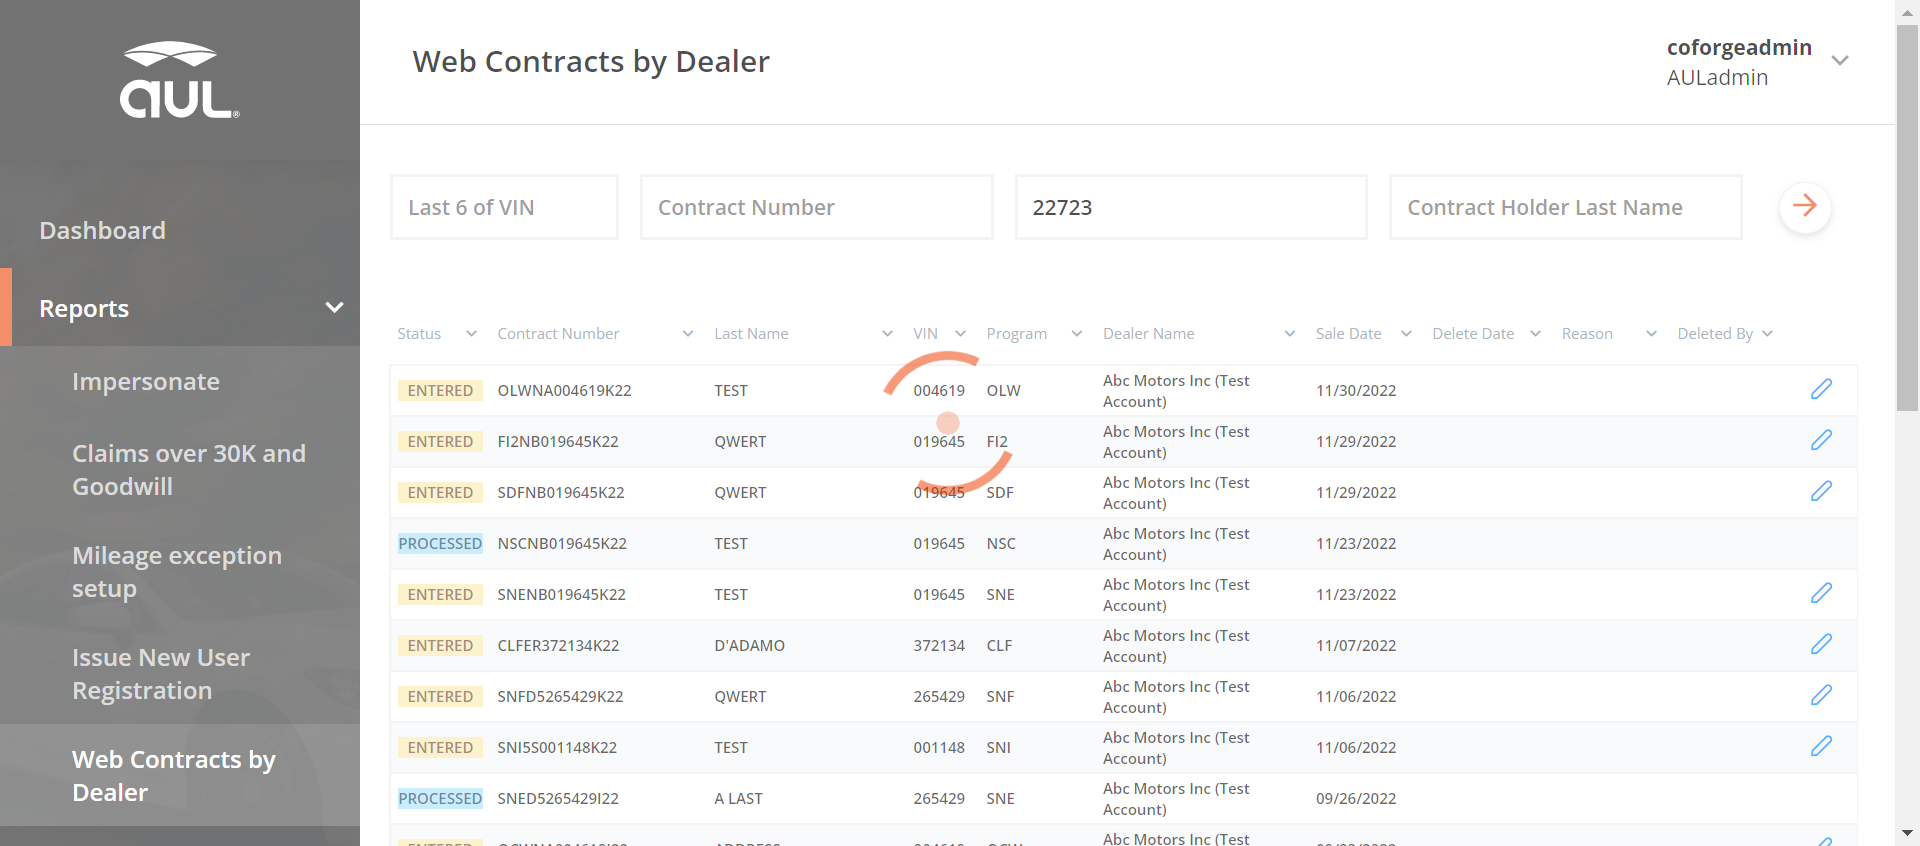 aUL®
Web Contracts by Dealer
coforgeadmin
AULadmin
Last 6 of VIN
Contract Number
22723
Contract Holder Last Name
Dashboard
Reports
Impersonate
Claims over 30K and
Goodwill
Mileage exception
setup
Issue New User
Registration
Web Contracts by
Dealer
Status Contract Number Last Name VIN Program Dealer Name Sale Date Delete Date Reason Deleted By
ENTERED OLWNA004619K22 TEST 004619 OLW Abc Motors Inc (Test 11/30/2022
Account)
ENTERED FI2NB019645K22 QWERT 019645 FI2 Abc Motors Inc (Test 11/29/2022
Account)
ENTERED SDFNB019645K22 QWERT 019645 SDF Abc Motors Inc (Test 11/29/2022
Account)
PROCESSED NSCNB019645K22 TEST 019645 NSC Abc Motors Inc (Test 11/23/2022
Account)
ENTERED SNENB019645K22 TEST 019645 SNE Abc Motors Inc (Test 11/23/2022
Account)
ENTERED CLFER372134K22 D'ADAMO 372134 CLF Abc Motors Inc (Test 11/07/2022
Account)
ENTERED SNFD5265429K22 QWERT 265429 SNF Abc Motors Inc (Test 11/06/2022
Account)
ENTERED SNI5S001148K22 TEST 001148 SNI Abc Motors Inc (Test 11/06/2022
Account)
PROCESSED SNED5265429I22 A LAST 265429 SNE Abc Motors Inc (Test 09/26/2022
Account)
Abc Motors Inc (Test